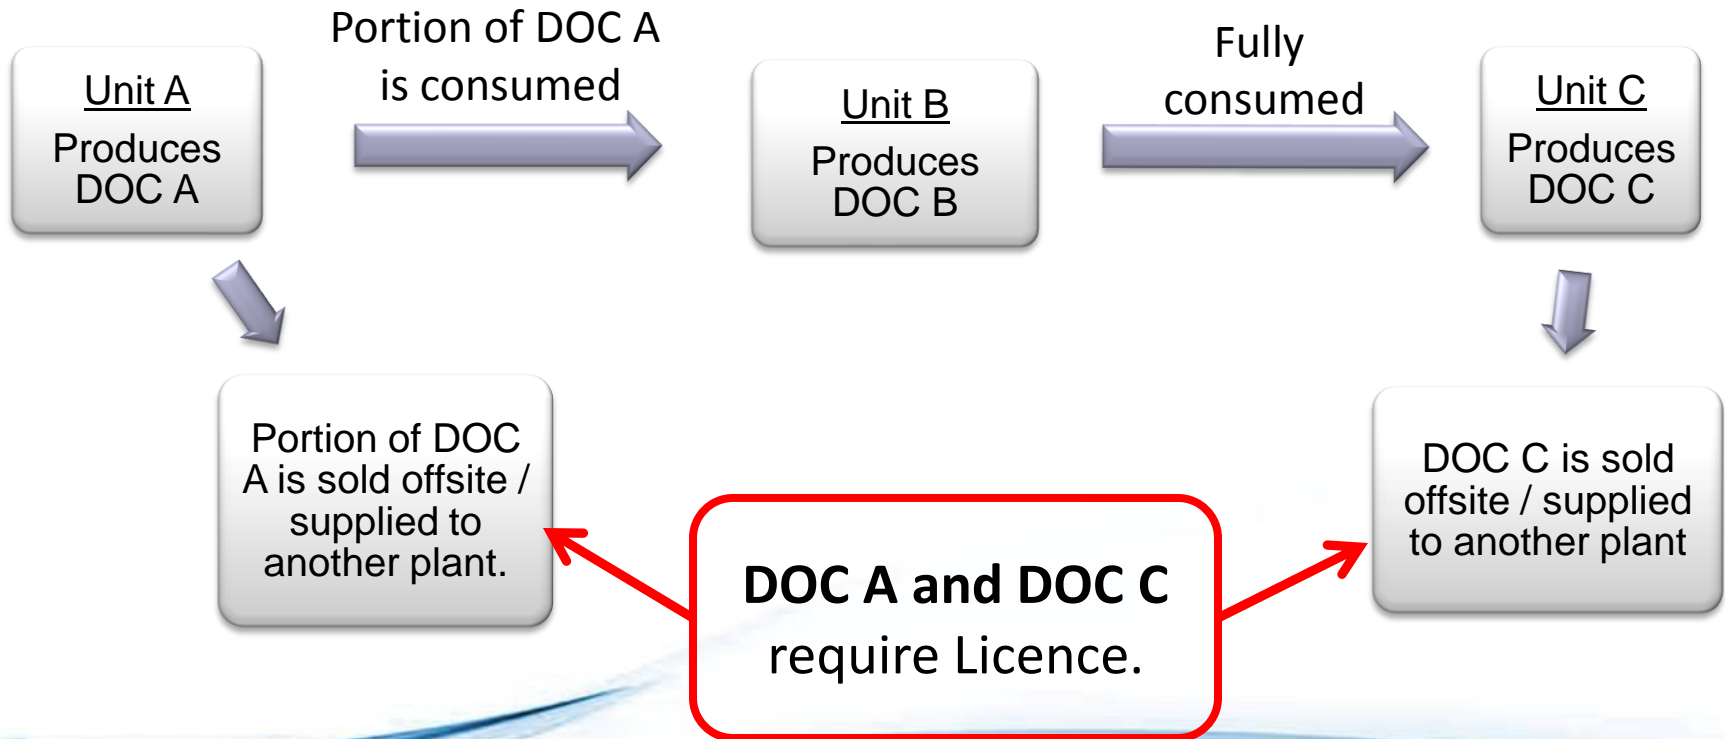 Portion of DOC A
is consumed
Fully
consumed
Unit A
Produces
DOC A
Unit B
Produces
DOC B
Unit C
Produces
DOC C
Portion of DOC
A is sold offsite /
supplied to
another plant.
DOC A and DOC C
require Licence.
DOC C is sold
offsite / supplied
to another plant